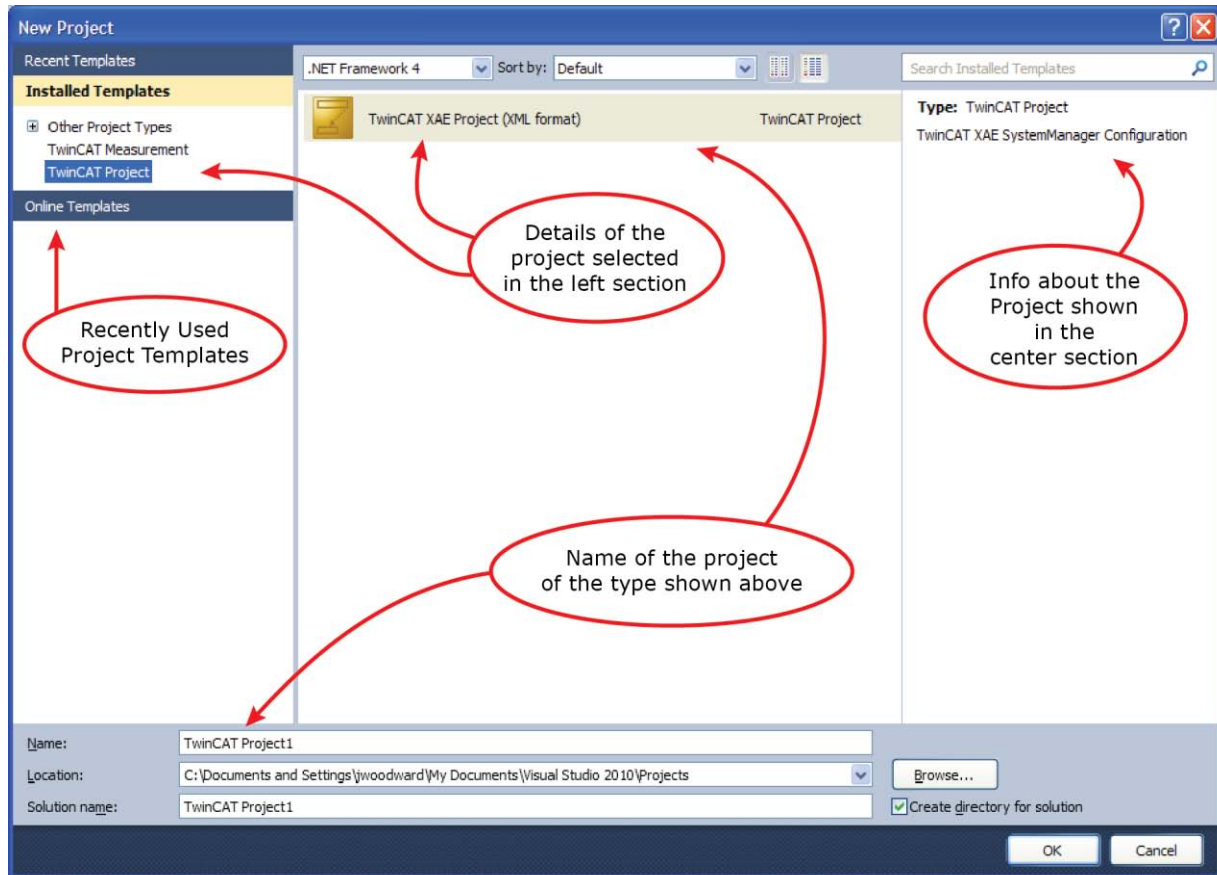 New Project
Recent Templates
Installed Templates
Other Project Types
TwinCAT Measurement
TwinCAT Project
Online Templates
.NET Framework 4
Sort by: Default
Search Installed Templates
TwinCAT XAE Project (XML format)
TwinCAT Project
Type: TwinCAT Project
TwinCAT XAE SystemManager Configuration
Details of the
project selected
in the left section
Recently Used
Project Templates
Info about the
Project shown
in the
center section
Name of the project
of the type shown above
Name:
TwinCAT Project1
Location:
C:\Documents and Settings\jwoodward\My Documents\Visual Studio 2010\Projects
Browse...
Solution name:
TwinCAT Project1
Create directory for solution
OK
Cancel